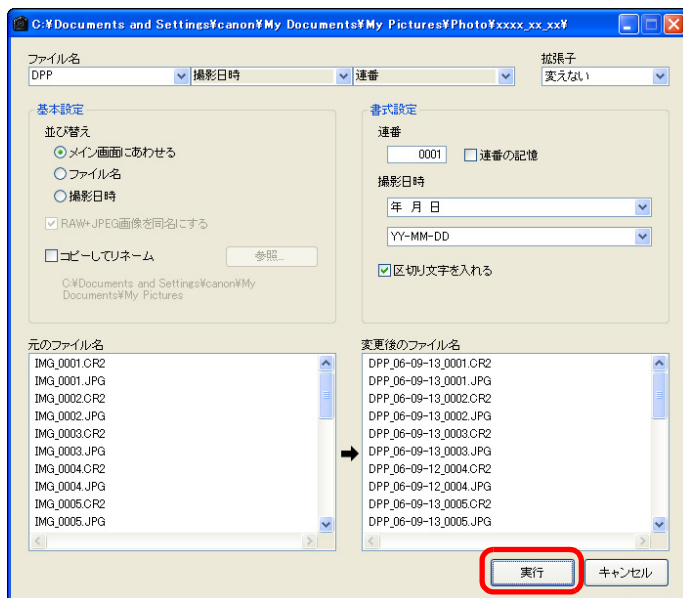 C:¥Documents and Settings¥canon¥My Documents¥My Pictures¥Photo¥xxxx_xx_xx¥
ファイル名
拡張子
DPP
撮影日時
連番
変えない
基本設定
並び替え
メイン画面にあわせる
ファイル名
撮影日時
RAW+JPEG画像を同名にする
コピーしてリネーム
参照...
C:¥Documents and Settings¥canon¥My
Documents¥My Pictures
書式設定
連番
0001
連番の記憶
撮影日時
年 月 日
YY-MM-DD
区切り文字を入れる
元のファイル名
IMG_0001.CR2
IMG_0001.JPG
IMG_0002.CR2
IMG_0002.JPG
IMG_0003.CR2
IMG_0003.JPG
IMG_0004.CR2
IMG_0004.JPG
IMG_0005.CR2
IMG_0005.JPG
変更後のファイル名
DPP_06-09-13_0001.CR2
DPP_06-09-13_0001.JPG
DPP_06-09-13_0002.CR2
DPP_06-09-13_0002.JPG
DPP_06-09-13_0003.CR2
DPP_06-09-13_0003.JPG
DPP_06-09-12_0004.CR2
DPP_06-09-12_0004.JPG
DPP_06-09-13_0005.CR2
DPP_06-09-13_0005.JPG
実行
キャンセル